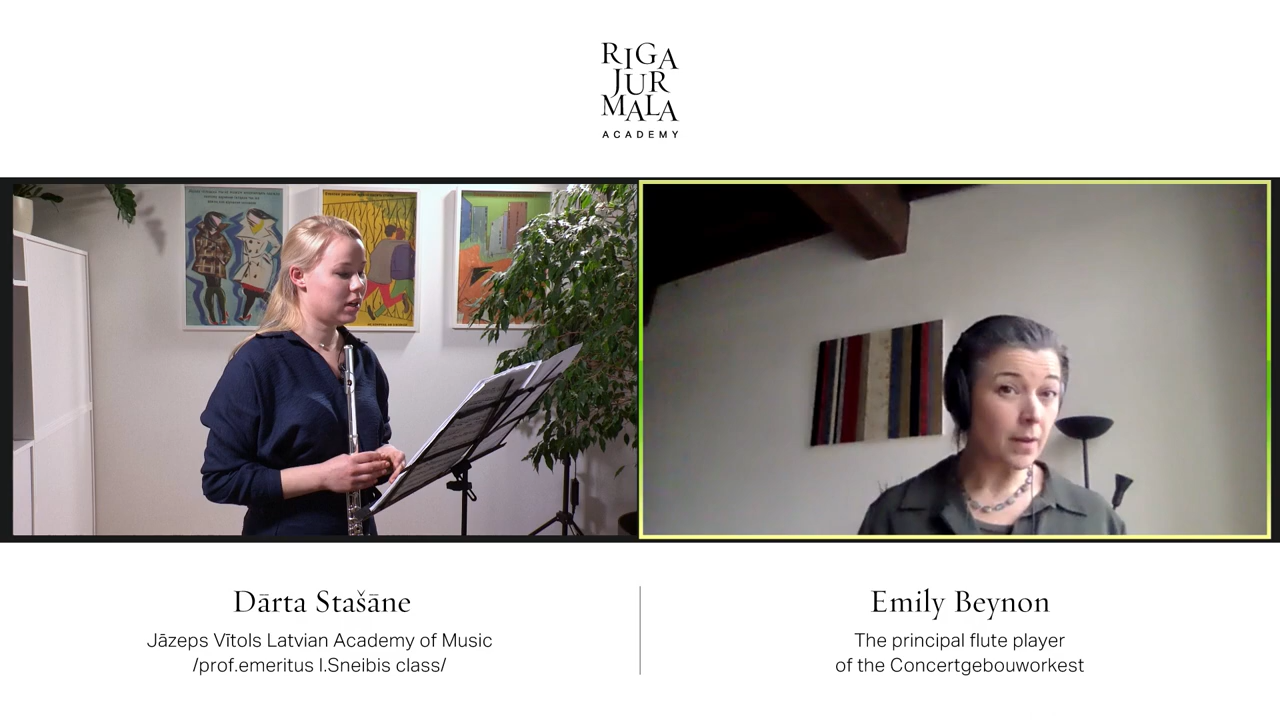 RIGA
JUR
MALA
ACADEMY
Dārta Stašāne
Jāzeps Vītols Latvian Academy of Music
/prof.emeritus I.Sneibis class/
Emily Beynon
The principal flute player
of the Concertgebouworkest